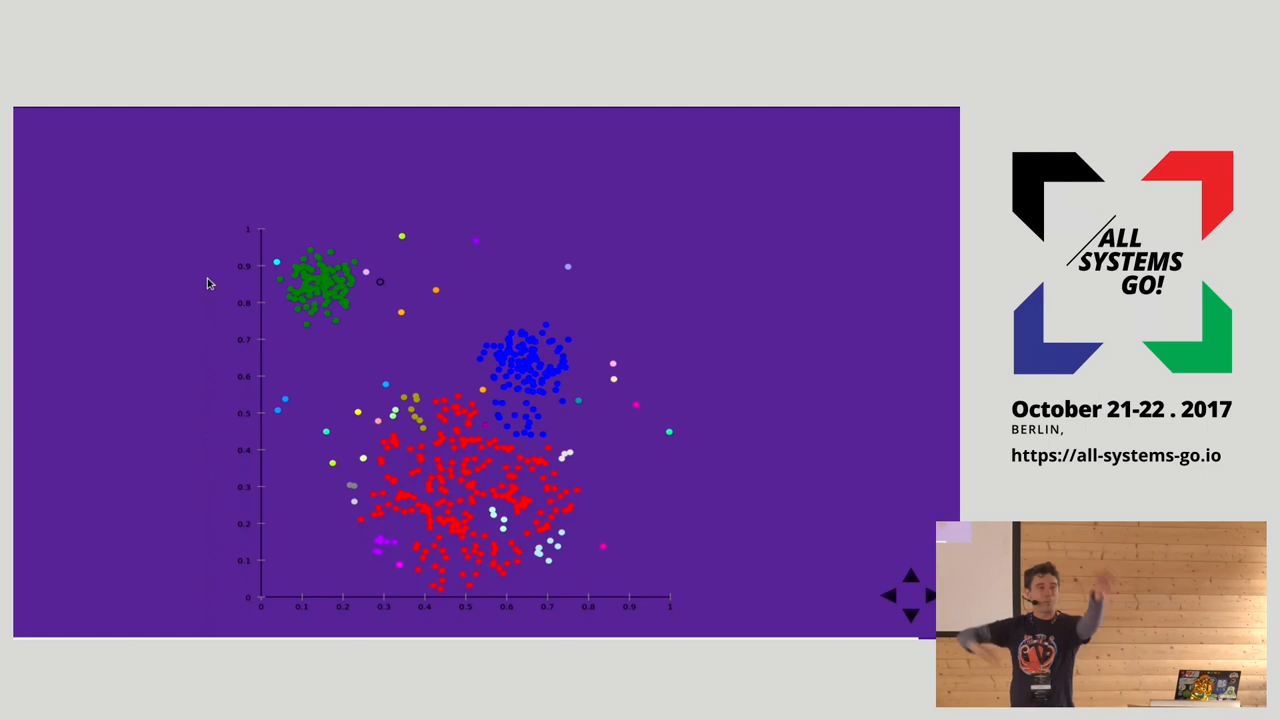 1
0.9
0.8
0.7
0.6
0.5
0.4
0.3
0.2
0.1
0
0 0.1 0.2 0.3 0.4 0.5 0.6 0.7 0.8 0.9 1
ALL
SYSTEMS
GO!
October 21-22 . 2017
BERLIN,
https://all-systems-go.io